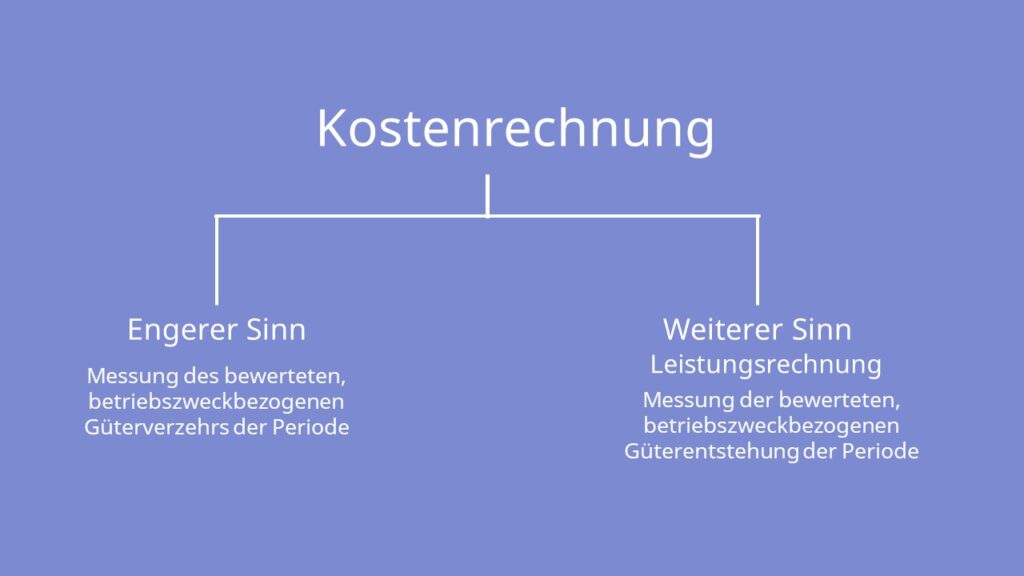 Kostenrechnung
Engerer Sinn
Messung des bewerteten,
betriebszweckbezogenen
Güterverzehrs der Periode
Weiterer Sinn
Leistungsrechnung
Messung der bewerteten,
betriebszweckbezogenen
Güterentstehung der Periode